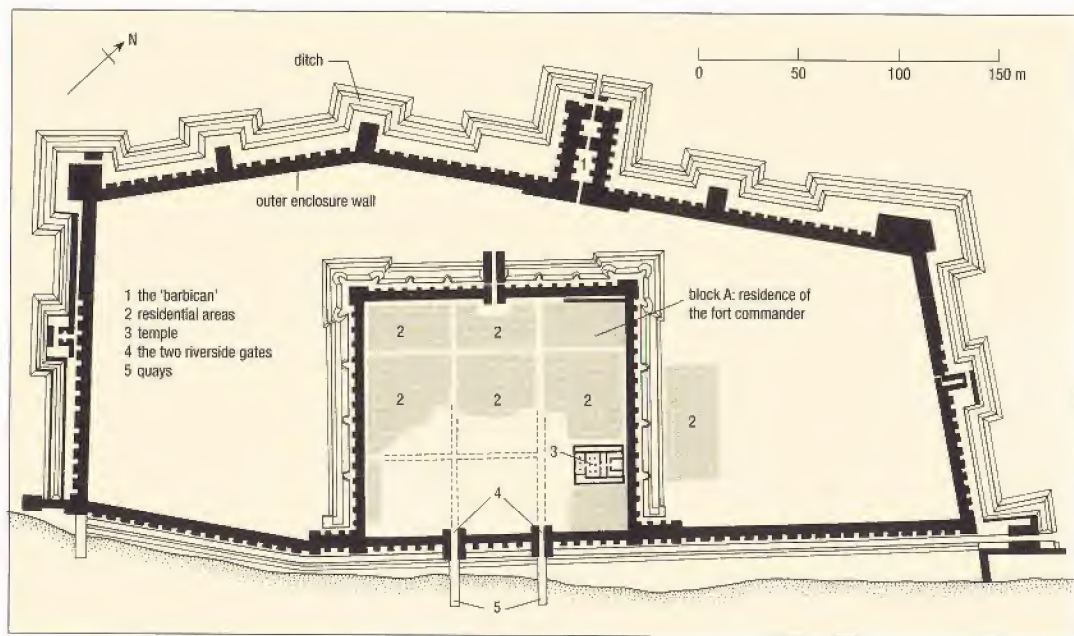 N
ditch
0 50 100 150 m
1
outer enclosure wall
1 the 'barbican'
2 residential areas
3 temple
4 the two riverside gates
5 quays
block A: residence of
the fort commander
2 2
2 2 2 2
3
4
5